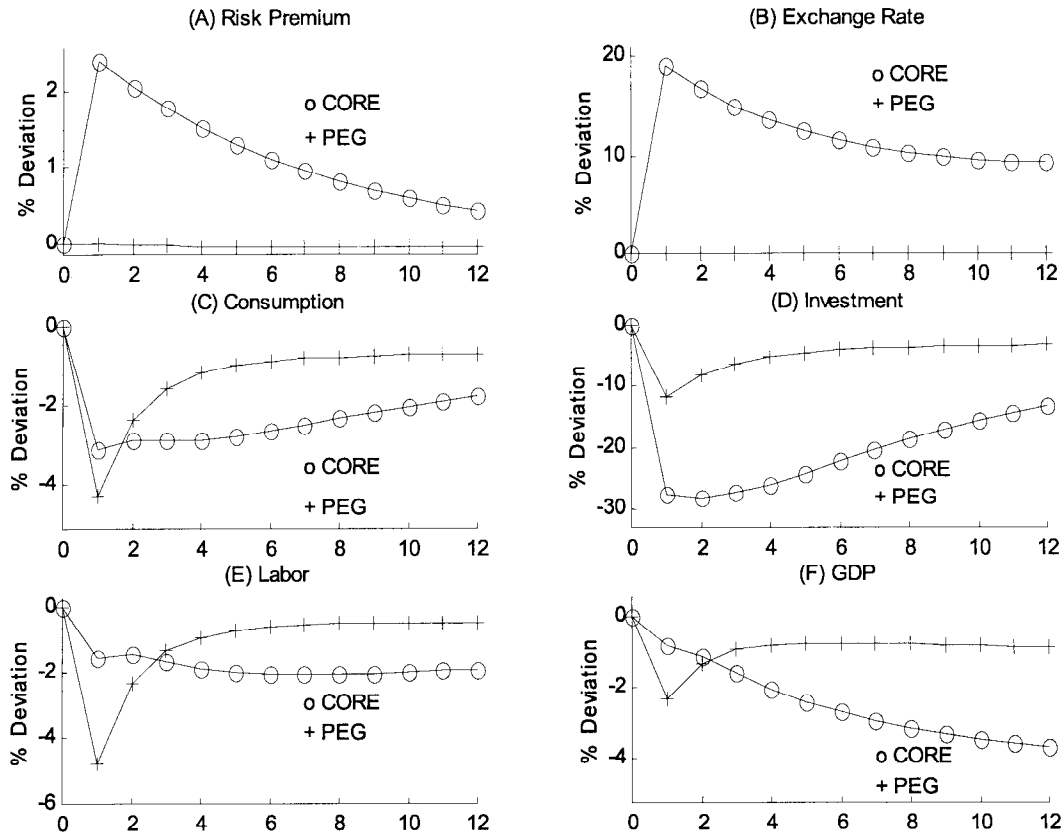 (A) Risk Premium
% Deviation
2
1
0
o CORE
+ PEG
0 2 4 6 8 10 12
(B) Exchange Rate
% Deviation
20
10
0
o CORE
+ PEG
0 2 4 6 8 10 12
(C) Consumption
% Deviation
0
-2
-4
o CORE
+ PEG
0 2 4 6 8 10 12
(D) Investment
% Deviation
0
-10
-20
-30
o CORE
+ PEG
0 2 4 6 8 10 12
(E) Labor
% Deviation
0
-2
-4
-6
o CORE
+ PEG
0 2 4 6 8 10 12
(F) GDP
% Deviation
0
-2
-4
o CORE
+ PEG
0 2 4 6 8 10 12